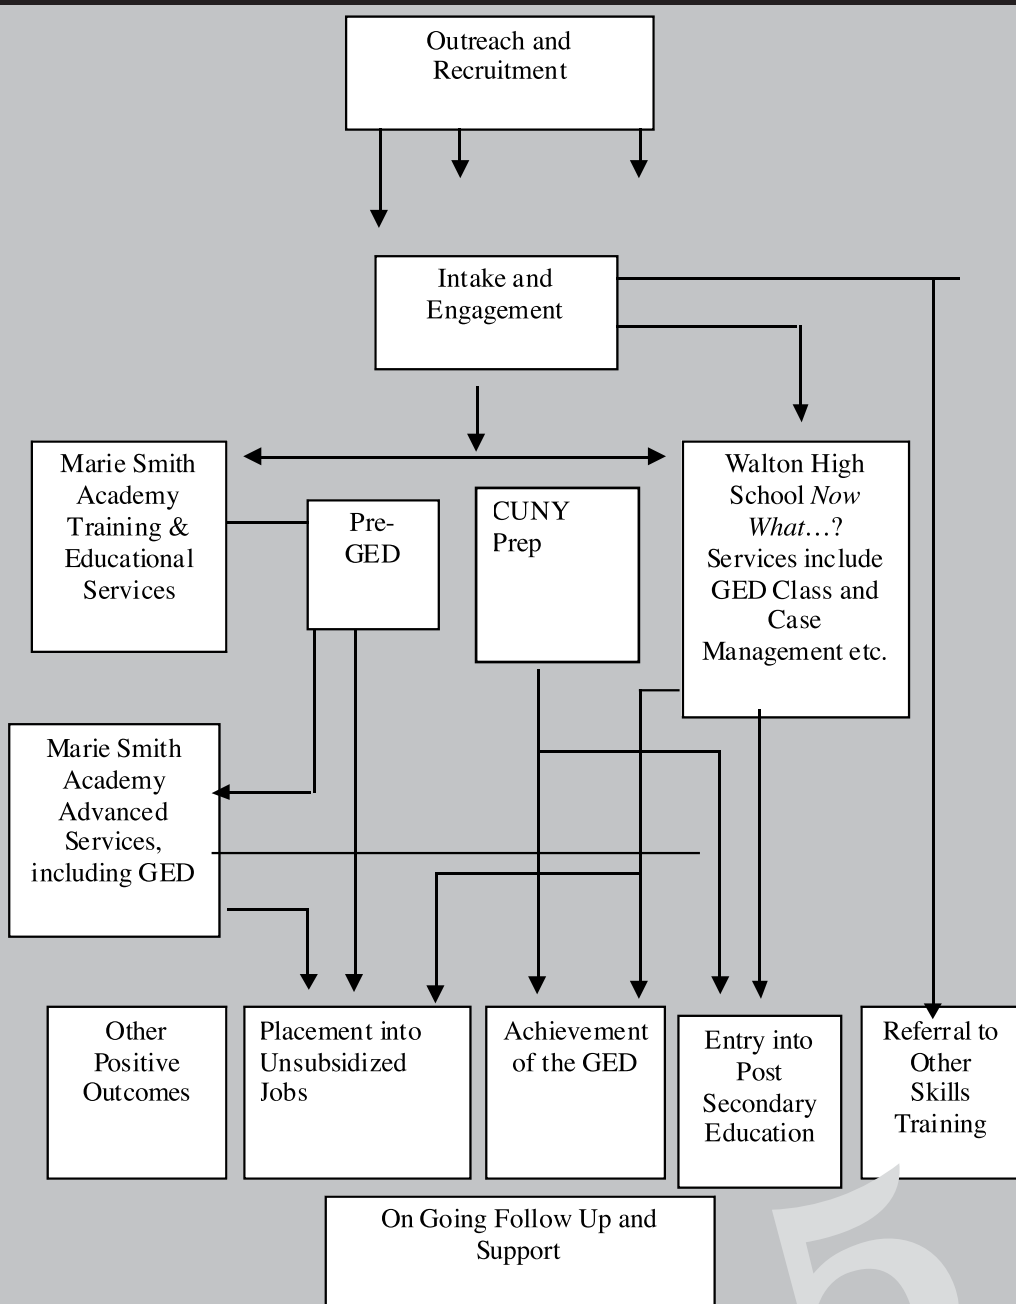 Outreach and
Recruitment
Intake and
Engagement
Marie Smith
Academy
Training &
Educational
Services
Pre-
GED
CUNY
Prep
Walton High
School Now
What…?
Services include
GED Class and
Case
Management etc.
Marie Smith
Academy
Advanced
Services,
including GED
Other
Positive
Outcomes
Placement into
Unsubsidized
Jobs
Achievement
of the GED
Entry into
Post
Secondary
Education
Referral to
Other
Skills
Training
On Going Follow Up and
Support
5